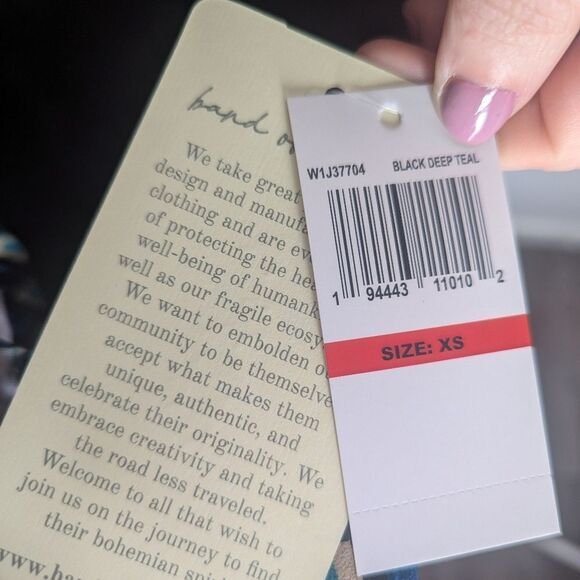 band
We take great
design and manufa
clothing and are ev
of protecting the hea
well-being of humank
well as our fragile ecosy
We want to embolden o
community to be themselve
accept what makes them
unique, authentic, and
celebrate their originality. We
embrace creativity and taking
the road less traveled.
Welcome to all that wish to
join us on the journey to find
their bohemian spi
www.ban
W1J37704 BLACK DEEP TEAL
1 94443 11010 2
SIZE: XS